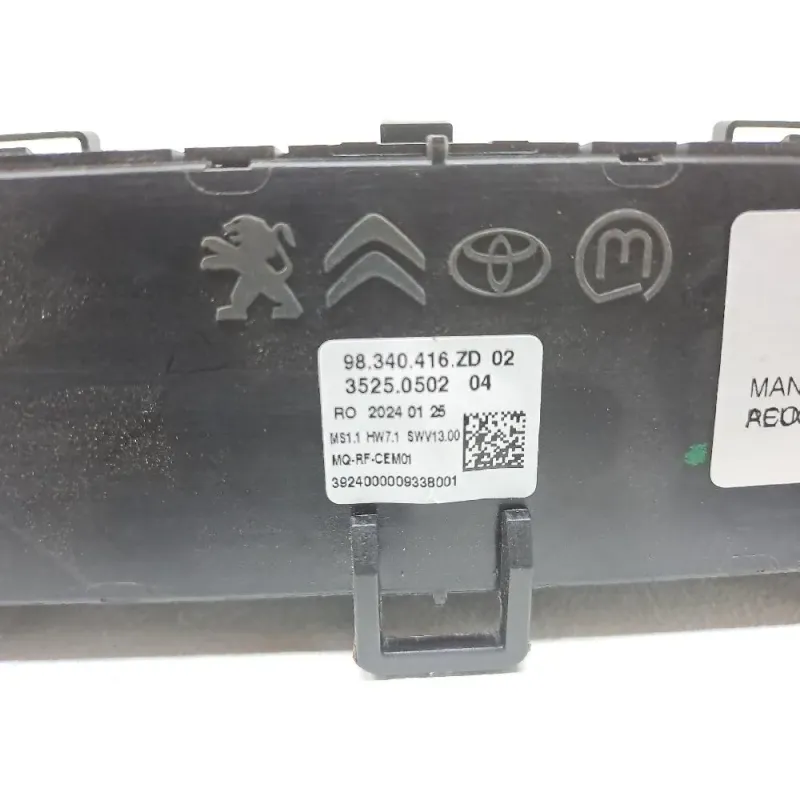 98.340.416.ZD 02
3525.0502 04
RO 2024 01 25
MS1.1 HW7.1 SWV13.00
MQ-RF-CEM01
3924000009338001
MAN